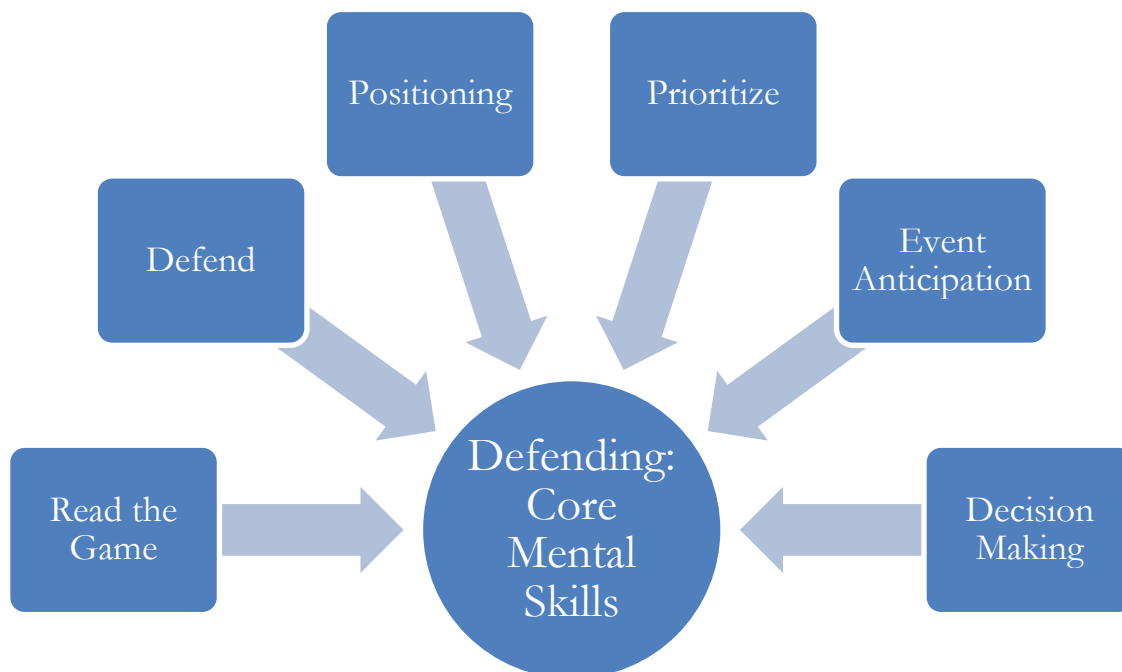 Positioning
Prioritize
Defend
Event
Anticipation
Read the
Game
Defending:
Core
Mental
Skills
Decision
Making